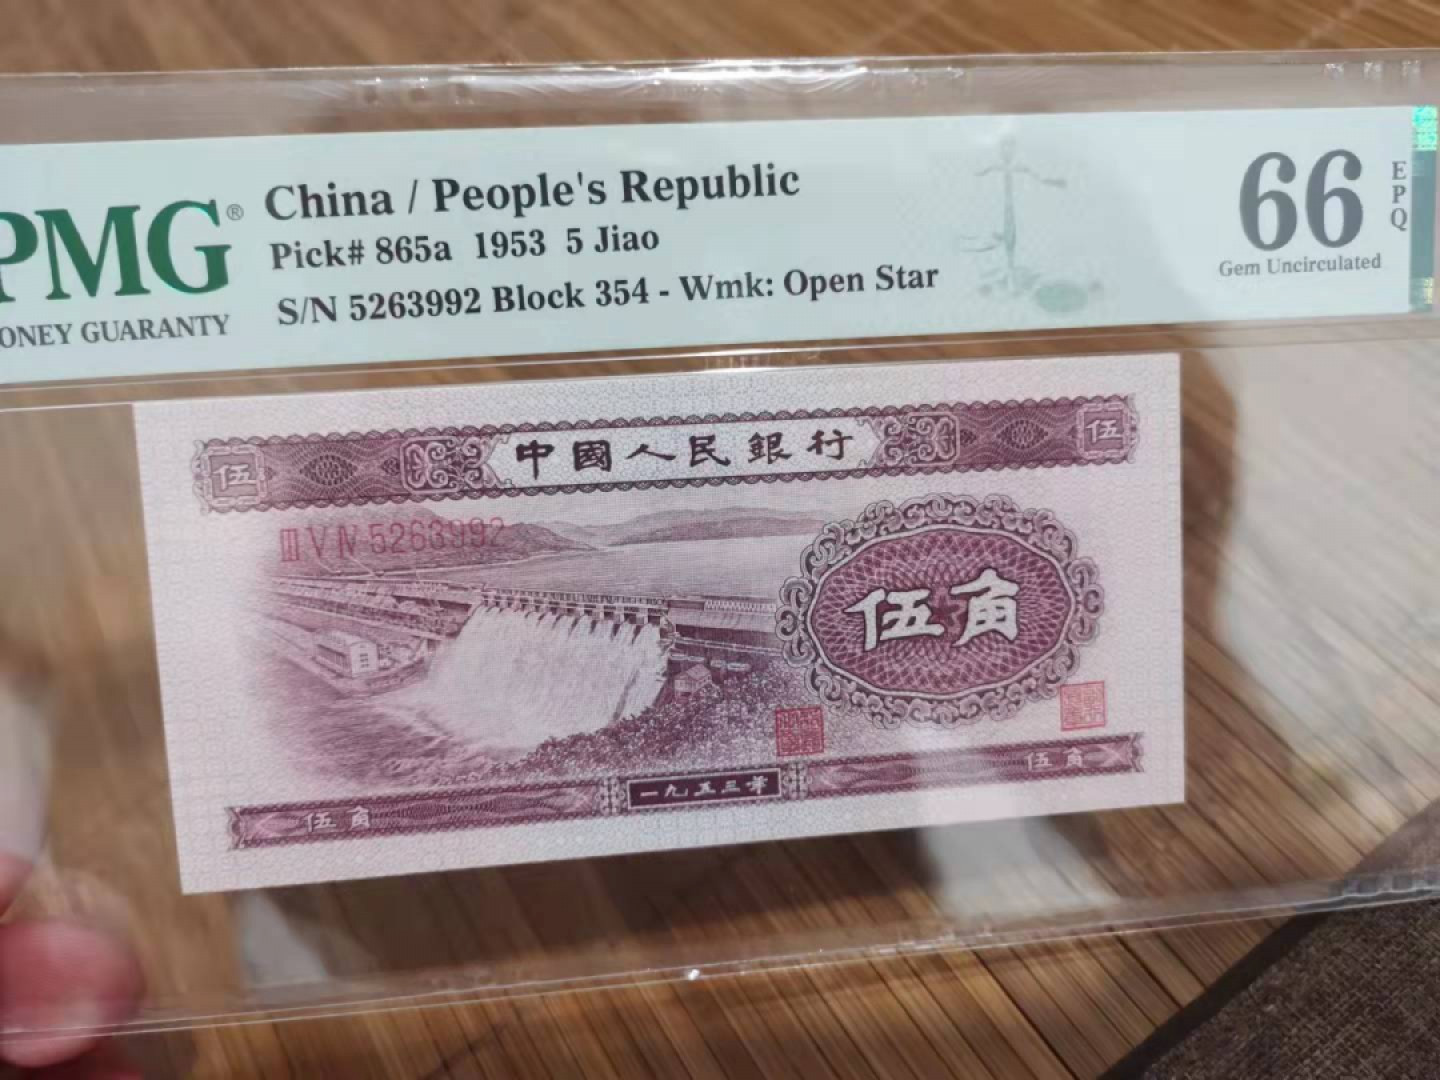 PMG®
ONEY GUARANTY
China / People's Republic
Pick# 865a 1953 5 Jiao
S/N 5263992 Block 354 - Wmk: Open Star
66
EPQ
Gem Uncirculated
伍
中國人民銀行
伍
III V IV 5263992
伍角
一九五三年
伍角
伍角